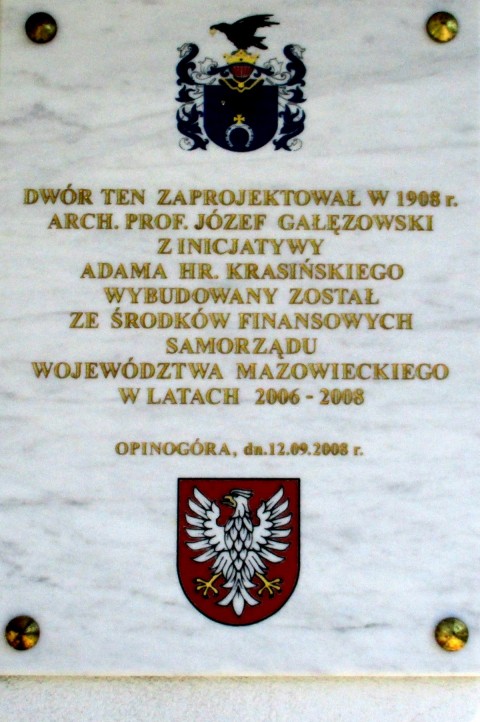 DWÓR TEN ZAPROJEKTOWAŁ W 1908 r.
ARCH. PROF. JÓZEF GAŁĘZOWSKI
Z INICJATYWY
ADAMA HR. KRASIŃSKIEGO
WYBUDOWANY ZOSTAŁ
ZE ŚRODKÓW FINANSOWYCH
SAMORZĄDU
WOJEWÓDZTWA MAZOWIECKIEGO
W LATACH 2006 - 2008
OPINOGÓRA, dn.12.09.2008 r.